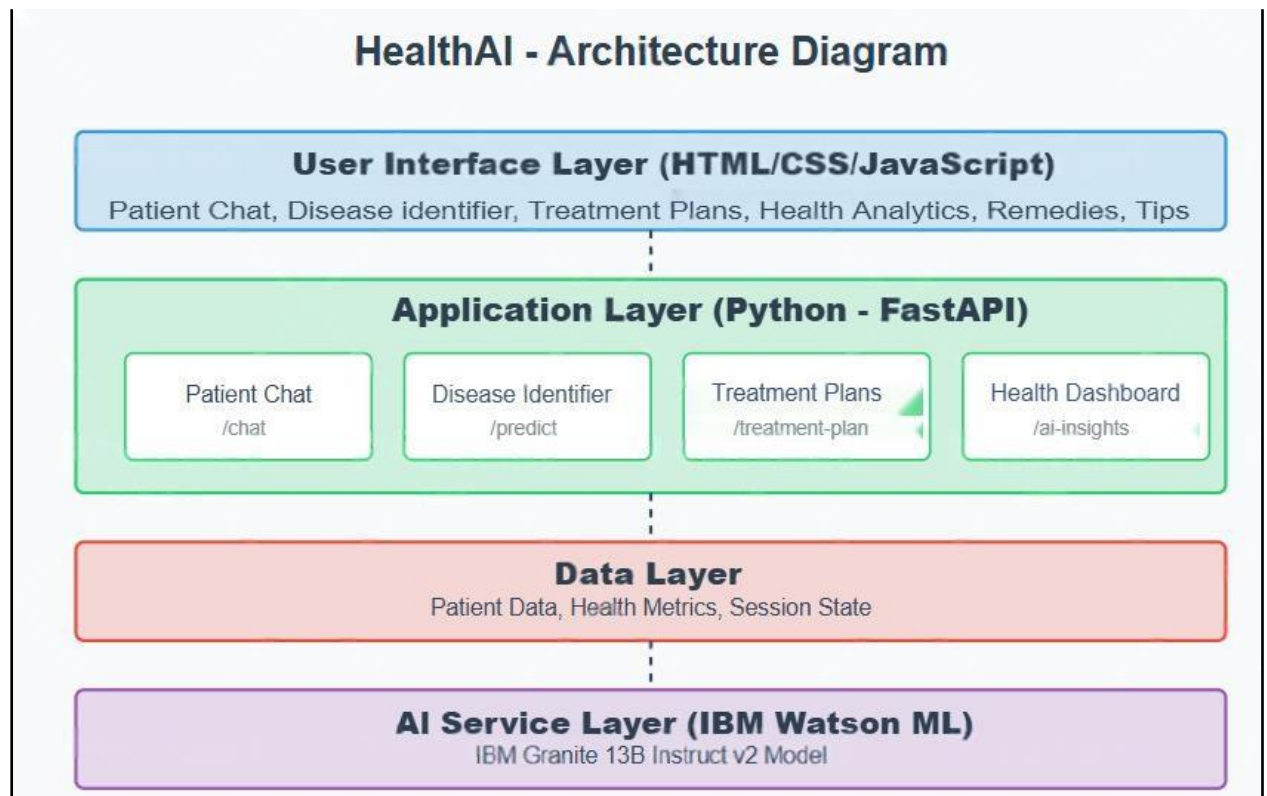 HealthAI - Architecture Diagram
User Interface Layer (HTML/CSS/JavaScript)
Patient Chat, Disease identifier, Treatment Plans, Health Analytics, Remedies, Tips
Application Layer (Python - FastAPI)
Patient Chat
/chat
Disease Identifier
/predict
Treatment Plans
/treatment-plan
Health Dashboard
/ai-insights
Data Layer
Patient Data, Health Metrics, Session State
AI Service Layer (IBM Watson ML)
IBM Granite 13B Instruct v2 Model